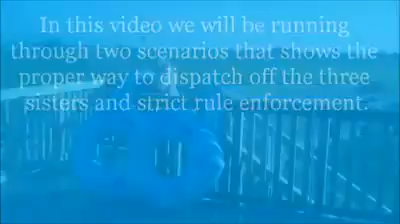 In this video we will be running
through two scenarios that shows the
proper way to dispatch off the three
sisters and strict rule enforcement.